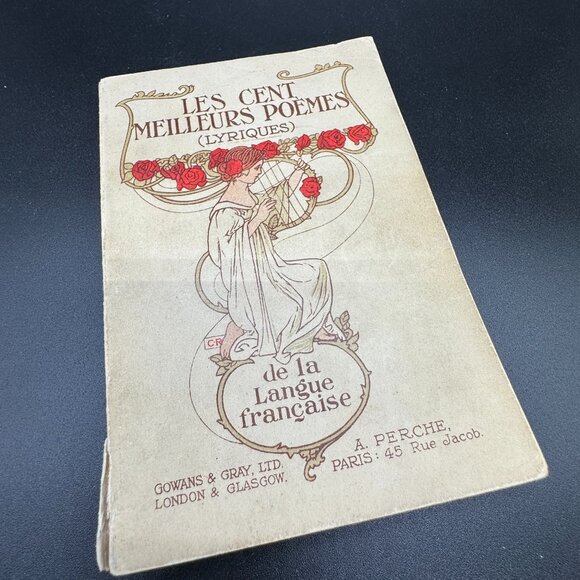 LES CENT
MEILLEURS POÈMES
(LYRIQUES)
CR
de la
Langue
française
GOWANS & GRAY, LTD.
LONDON & GLASGOW.
A. PERCHE,
PARIS: 45 Rue Jacob.